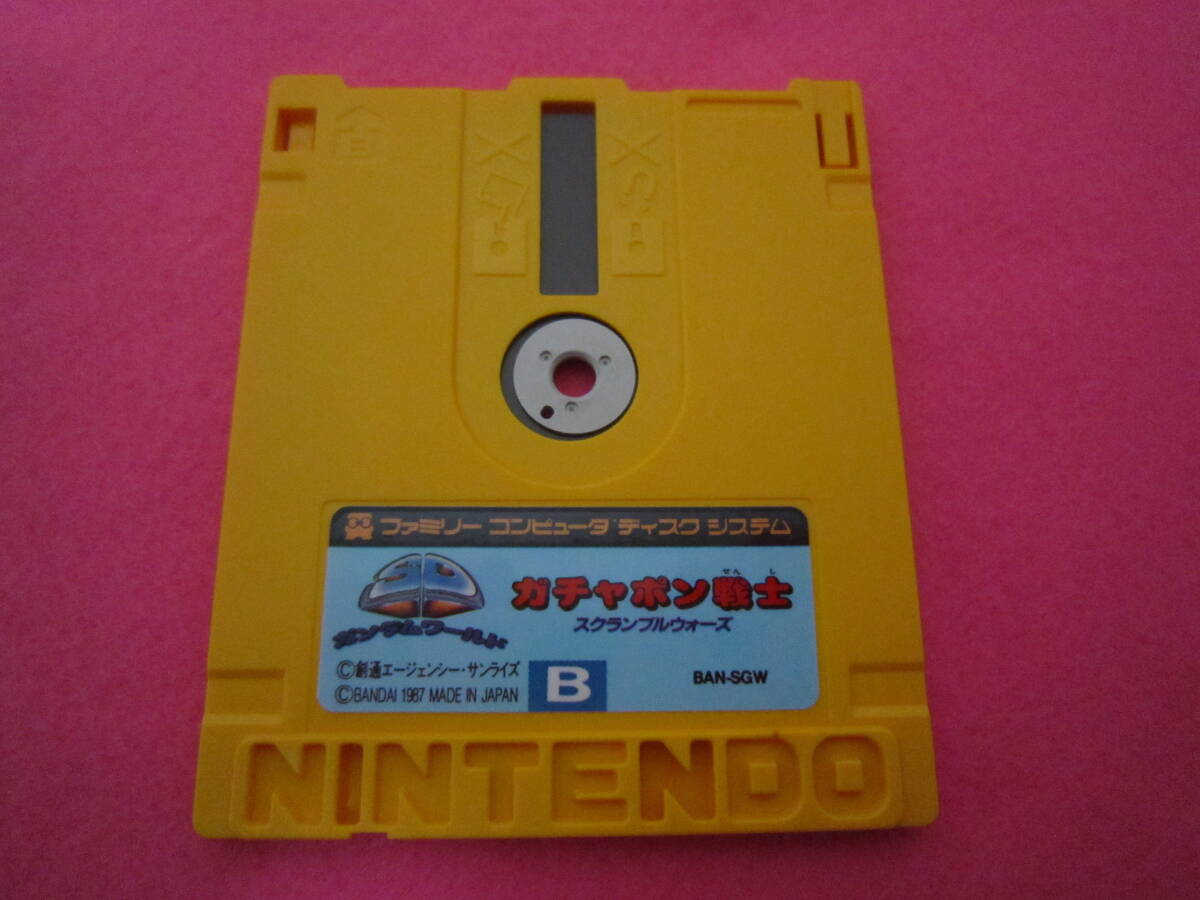 ファミリー コンピュータ ディスク システム
SD
ガンダムワールド
ガチャポン戦士
せん し
スクランブルウォーズ
©創通エージェンシー・サンライズ
©BANDAI 1987 MADE IN JAPAN
B
BAN-SGW
NINTENDO